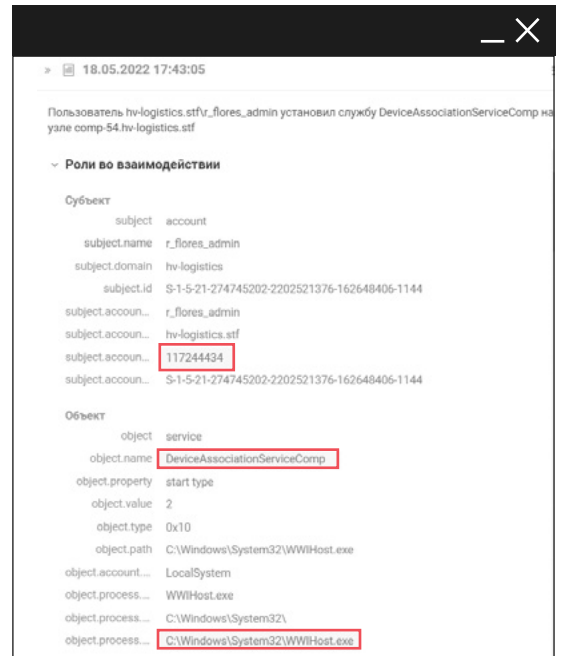 18.05.2022 17:43:05
Пользователь hv-logistics.stf\r_flores_admin установил службу DeviceAssociationServiceComp на
узле comp-54.hv-logistics.stf
Роли во взаимодействии
Субъект
subject account
subject.name r_flores_admin
subject.domain hv-logistics
subject.id S-1-5-21-274745202-2202521376-162648406-1144
subject.accoun... r_flores_admin
subject.accoun... hv-logistics.stf
subject.accoun... 117244434
subject.accoun... S-1-5-21-274745202-2202521376-162648406-1144
Объект
object service
object.name DeviceAssociationServiceComp
object.property start type
object.value 2
object.type 0x10
object.path C:\Windows\System32\WWIHost.exe
object.account.... LocalSystem
object.process.... WWIHost.exe
object.process.... C:\Windows\System32\
object.process.... C:\Windows\System32\WWIHost.exe